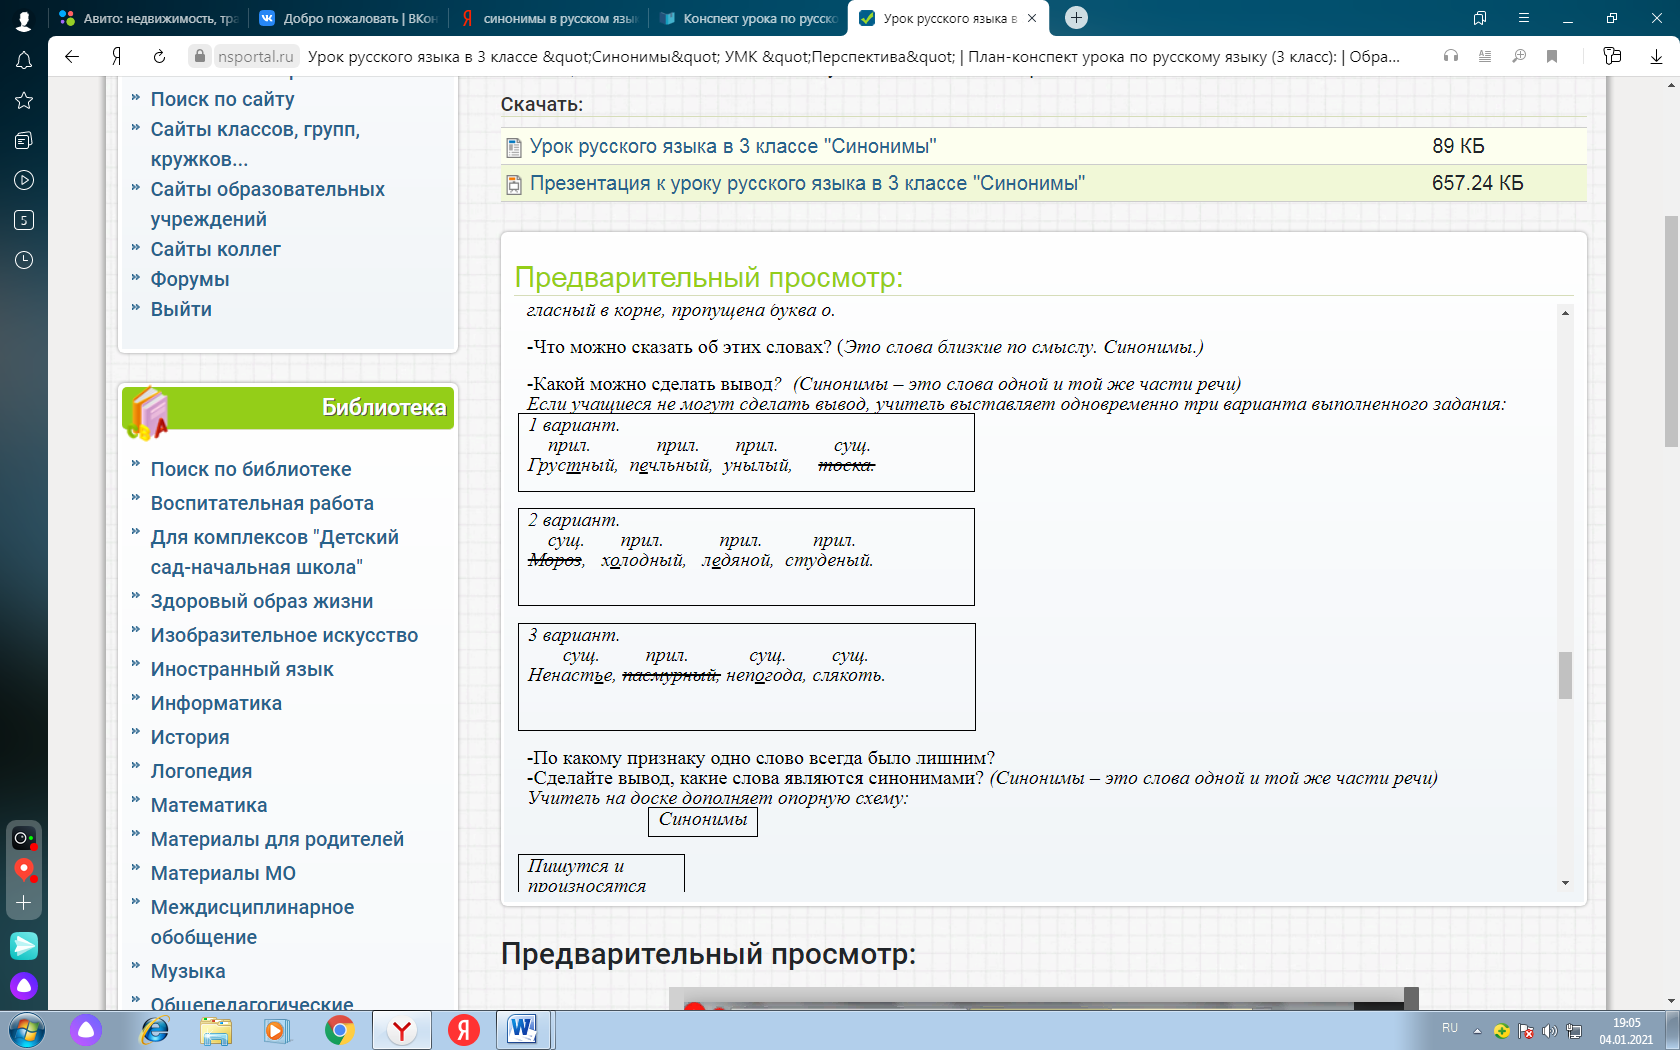 Авито: недвижимость, тра
Добро пожаловать | ВКон
синонимы в русском язы
Конспект урока по русско
Урок русского языка в
nsportal.ru
Урок русского языка в 3 классе &quot;Синонимы&quot; УМК &quot;Перспектива&quot; | План-конспект урока по русскому языку (3 класс): | Обра...
5
Поиск по сайту
Сайты классов, групп,
кружков...
Сайты образовательных
учреждений
Сайты коллег
Форумы
Выйти
Библиотека
Поиск по библиотеке
Воспитательная работа
Для комплексов "Детский
сад-начальная школа"
Здоровый образ жизни
Изобразительное искусство
Иностранный язык
Информатика
История
Логопедия
Математика
Материалы для родителей
Материалы МО
Междисциплинарное
обобщение
Музыка
Общепедагогические
Скачать:
Урок русского языка в 3 классе "Синонимы" 89 КБ
Презентация к уроку русского языка в 3 классе "Синонимы" 657.24 КБ
Предварительный просмотр:
гласный в корне, пропущена буква о.
-Что можно сказать об этих словах? (Это слова близкие по смыслу. Синонимы.)
-Какой можно сделать вывод? (Синонимы – это слова одной и той же части речи)
Если учащиеся не могут сделать вывод, учитель выставляет одновременно три варианта выполненного задания:
1 вариант.
прил. прил. прил. сущ.
Грустный, печльный, унылый, тоска.
2 вариант.
сущ. прил. прил. прил.
Мороз, холодный, ледяной, студеный.
3 вариант.
сущ. прил. сущ. сущ.
Ненастье, пасмурный, непогода, слякоть.
-По какому признаку одно слово всегда было лишним?
-Сделайте вывод, какие слова являются синонимами? (Синонимы – это слова одной и той же части речи)
Учитель на доске дополняет опорную схему:
Синонимы
Пишутся и
произносятся
Предварительный просмотр:
RU
19:05
04.01.2021